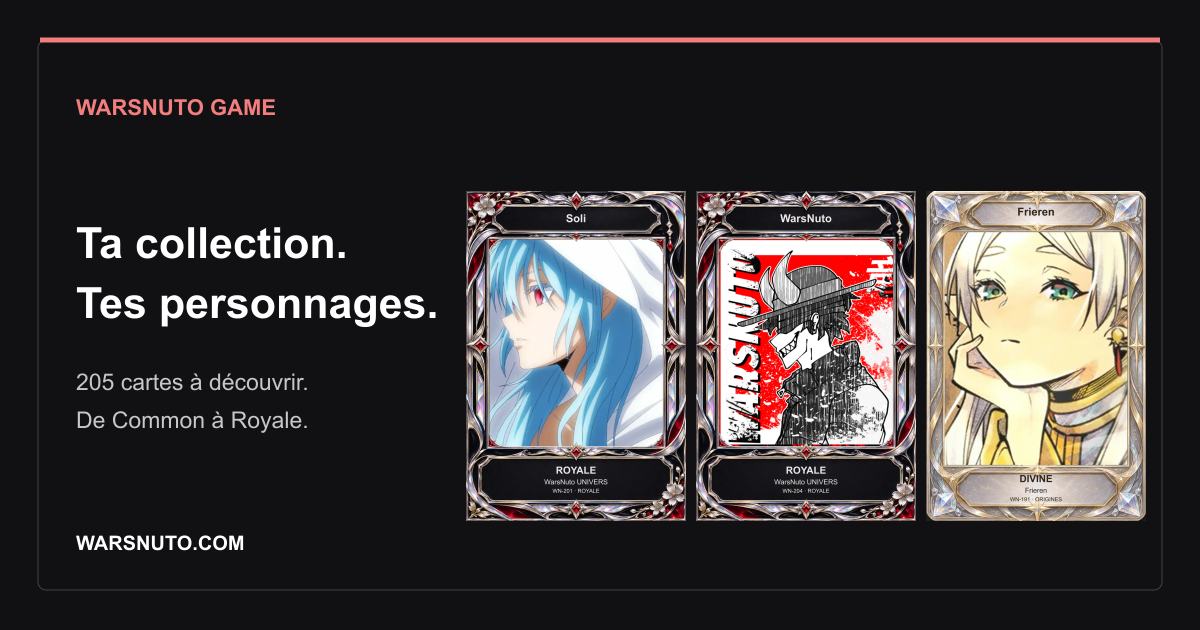 WARSNUTO GAME
Ta collection.
Tes personnages.
205 cartes à découvrir.
De Common à Royale.
WARSNUTO.COM
Soli
ROYALE
WarsNuto UNIVERS
WN-201 · ROYALE
WarsNuto
WARSNUTO
ROYALE
WarsNuto UNIVERS
WN-204 · ROYALE
Frieren
DIVINE
Frieren
WN-191 · ORIGINES